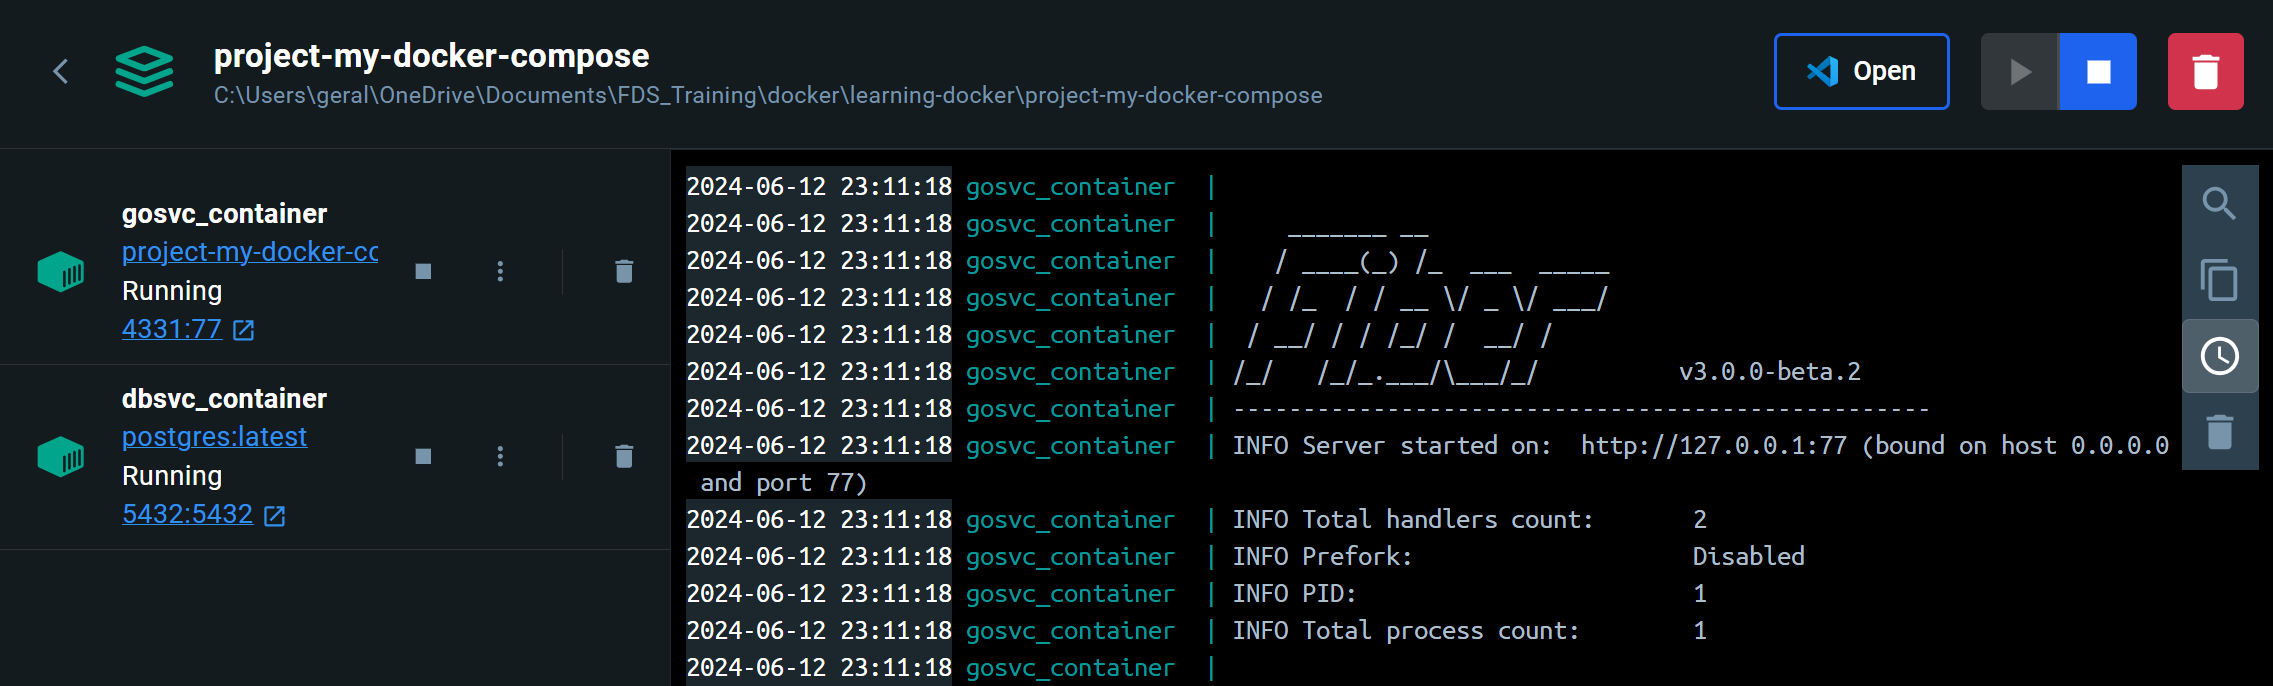 project-my-docker-compose
C:\Users\geral\OneDrive\Documents\FDS_Training\docker\learning-docker\project-my-docker-compose
Open
gosvc_container
project-my-docker-cc
Running
4331:77
dbsvc_container
postgres:latest
Running
5432:5432
2024-06-12 23:11:18 gosvc_container  |
2024-06-12 23:11:18 gosvc_container  |     _______ __
2024-06-12 23:11:18 gosvc_container  |    / ____(_) /_  ___  _____
2024-06-12 23:11:18 gosvc_container  |   / /_  / / __ \/ _ \/ ___/
2024-06-12 23:11:18 gosvc_container  |  / __/ / / /_/ /  __/ /
2024-06-12 23:11:18 gosvc_container  | /_/   /_/_.___/\___/_/          v3.0.0-beta.2
2024-06-12 23:11:18 gosvc_container  | --------------------------------------------------
2024-06-12 23:11:18 gosvc_container  | INFO Server started on:  http://127.0.0.1:77 (bound on host 0.0.0.0
and port 77)
2024-06-12 23:11:18 gosvc_container  | INFO Total handlers count:       2
2024-06-12 23:11:18 gosvc_container  | INFO Prefork:                    Disabled
2024-06-12 23:11:18 gosvc_container  | INFO PID:                        1
2024-06-12 23:11:18 gosvc_container  | INFO Total process count:        1
2024-06-12 23:11:18 gosvc_container  |